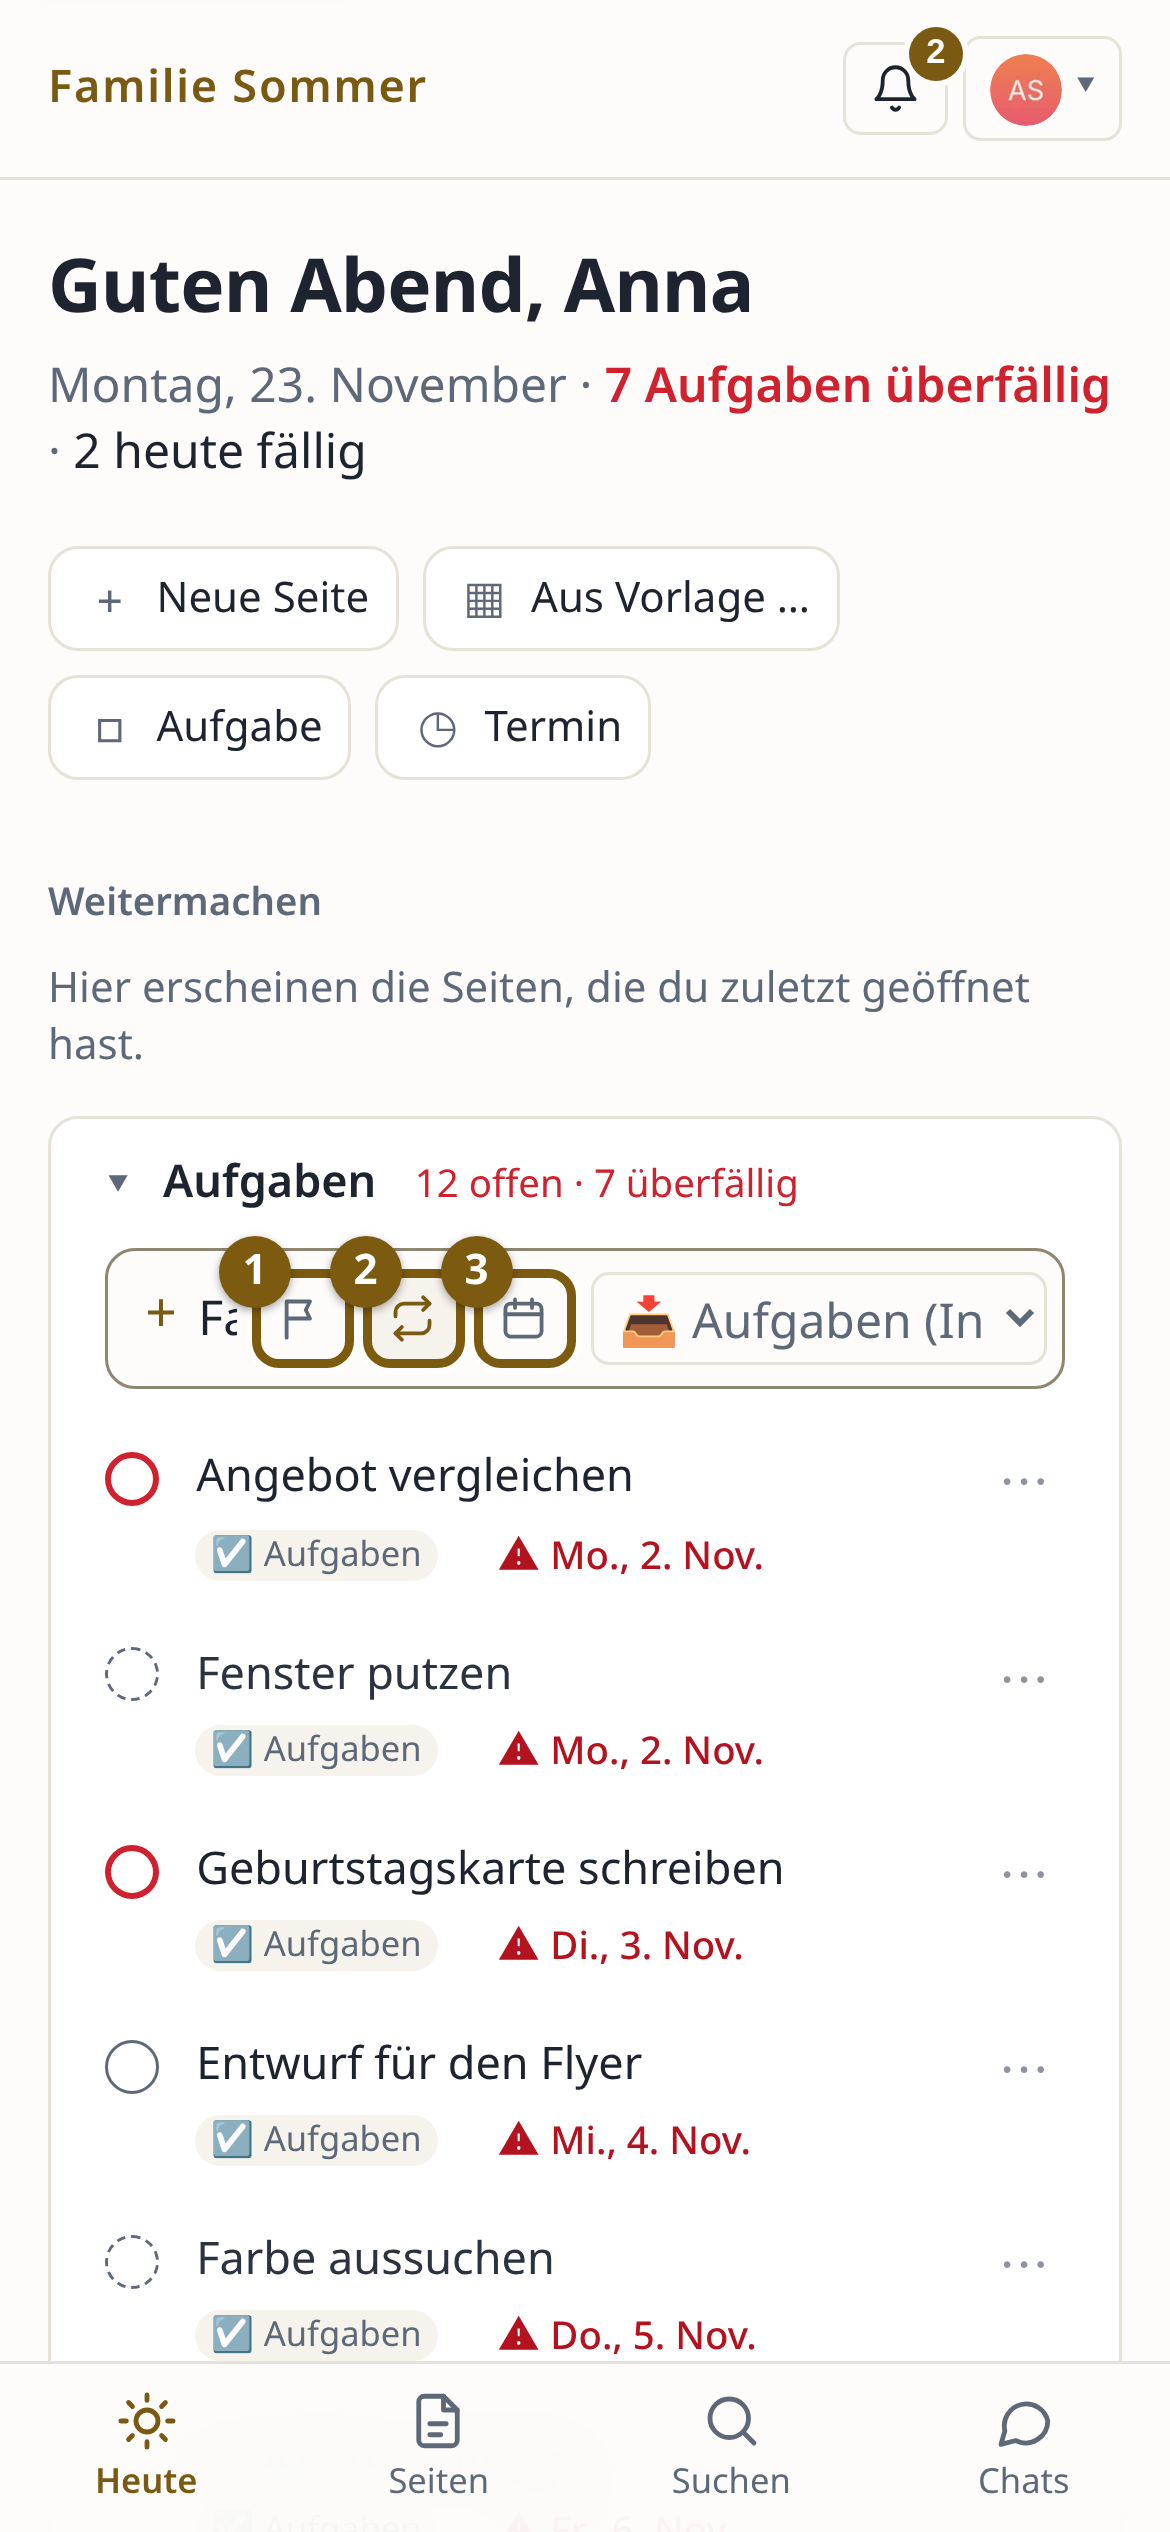 Familie Sommer
2
AS
Guten Abend, Anna
Montag, 23. November · 7 Aufgaben überfällig
· 2 heute fällig
+ Neue Seite
Aus Vorlage ...
Aufgabe
Termin
Weitermachen
Hier erscheinen die Seiten, die du zuletzt geöffnet
hast.
Aufgaben 12 offen · 7 überfällig
1 2 3
+ Fa
Aufgaben (In
Angebot vergleichen
Aufgaben Mo., 2. Nov.
Fenster putzen
Aufgaben Mo., 2. Nov.
Geburtstagskarte schreiben
Aufgaben Di., 3. Nov.
Entwurf für den Flyer
Aufgaben Mi., 4. Nov.
Farbe aussuchen
Aufgaben Do., 5. Nov.
Heute
Seiten
Suchen
Chats